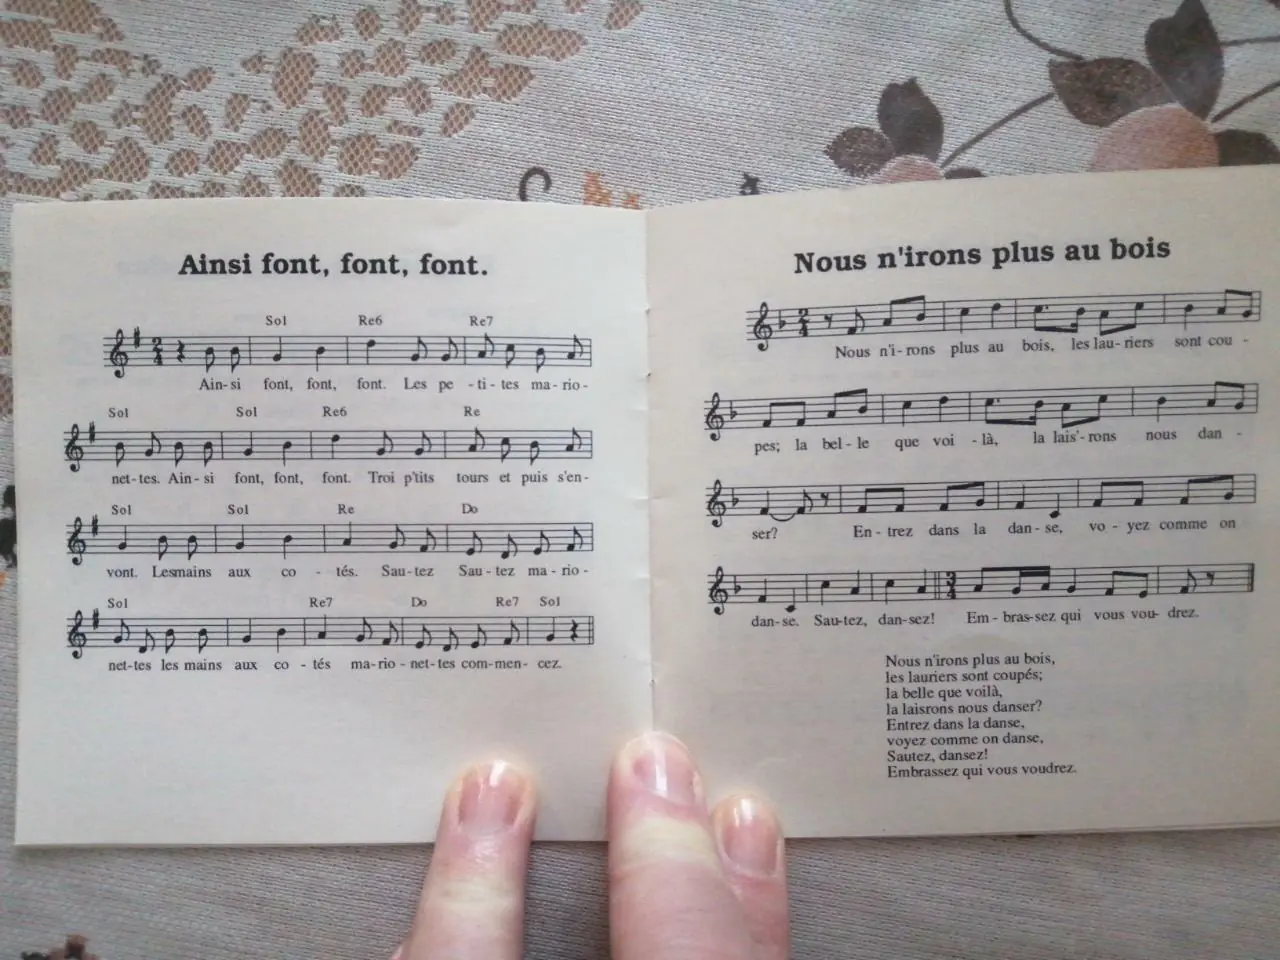 Ainsi font, font, font.
Sol Re6 Re7
2 4
Ain-si font, font, font. Les pe -ti-tes ma-rio-
Sol Sol Re6 Re
net-tes. Ain-si font, font, font. Troi p'tits tours et puis s'en-
Sol Sol Re Do
vont. Lesmains aux co - tés. Sau-tez Sau-tez ma-rio-
Sol Re7 Do Re7 Sol
net-tes les mains aux co -tés ma-rio-net-tes com-men-cez.
Nous n'irons plus au bois
2 4
Nous n'i-rons plus au bois, les lau-riers sont cou -
pes; la bel-le que voi -là, la lais'-rons nous dan -
ser? En-trez dans la dan-se, vo-yez comme on
3 4
dan-se. Sau-tez, dan-sez! Em-bras-sez qui vous vou-drez.
Nous n'irons plus au bois,
les lauriers sont coupés;
la belle que voilà,
la laisrons nous danser?
Entrez dans la danse,
voyez comme on danse,
Sautez, dansez!
Embrassez qui vous voudrez.